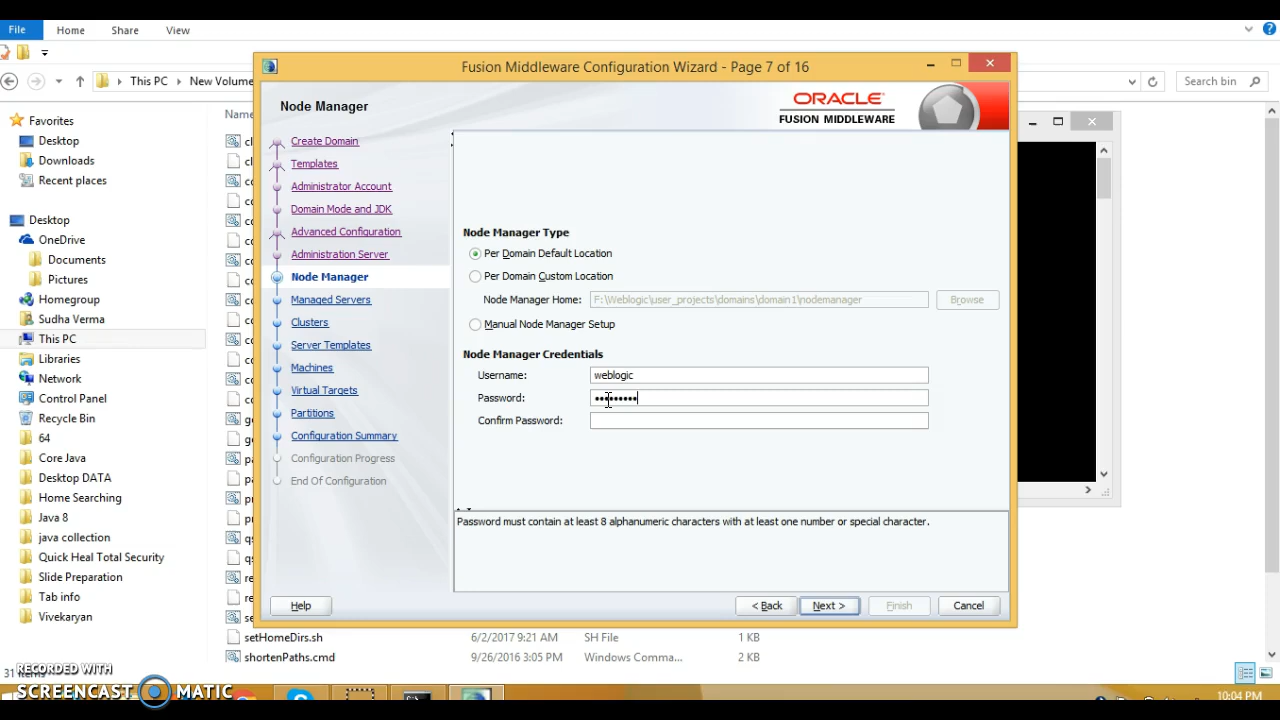 File Home Share View
This PC New Volume Search bin
Fusion Middleware Configuration Wizard - Page 7 of 16
Node Manager
ORACLE
FUSION MIDDLEWARE
Favorites
Desktop
Downloads
Recent places
Desktop
OneDrive
Documents
Pictures
Homegroup
Sudha Verma
This PC
Libraries
Network
Control Panel
Recycle Bin
64
Core Java
Desktop DATA
Home Searching
Java 8
java collection
Quick Heal Total Security
Slide Preparation
Tab info
Vivekaryan
31 items
Create Domain
Templates
Administrator Account
Domain Mode and JDK
Advanced Configuration
Administration Server
Node Manager
Managed Servers
Clusters
Server Templates
Machines
Virtual Targets
Partitions
Configuration Summary
Configuration Progress
End Of Configuration
Node Manager Type
Per Domain Default Location
Per Domain Custom Location
Node Manager Home: F:\Weblogic\user_projects\domains\domain1\nodemanager Browse
Manual Node Manager Setup
Node Manager Credentials
Username: weblogic
Password: •••••••••
Confirm Password:
Password must contain at least 8 alphanumeric characters with at least one number or special character.
Help < Back Next > Finish Cancel
setHomeDirs.sh 6/2/2017 9:21 AM SH File 1 KB
shortenPaths.cmd 9/26/2016 3:05 PM Windows Comma... 2 KB
RECORDED WITH
SCREENCAST MATIC
10:04 PM